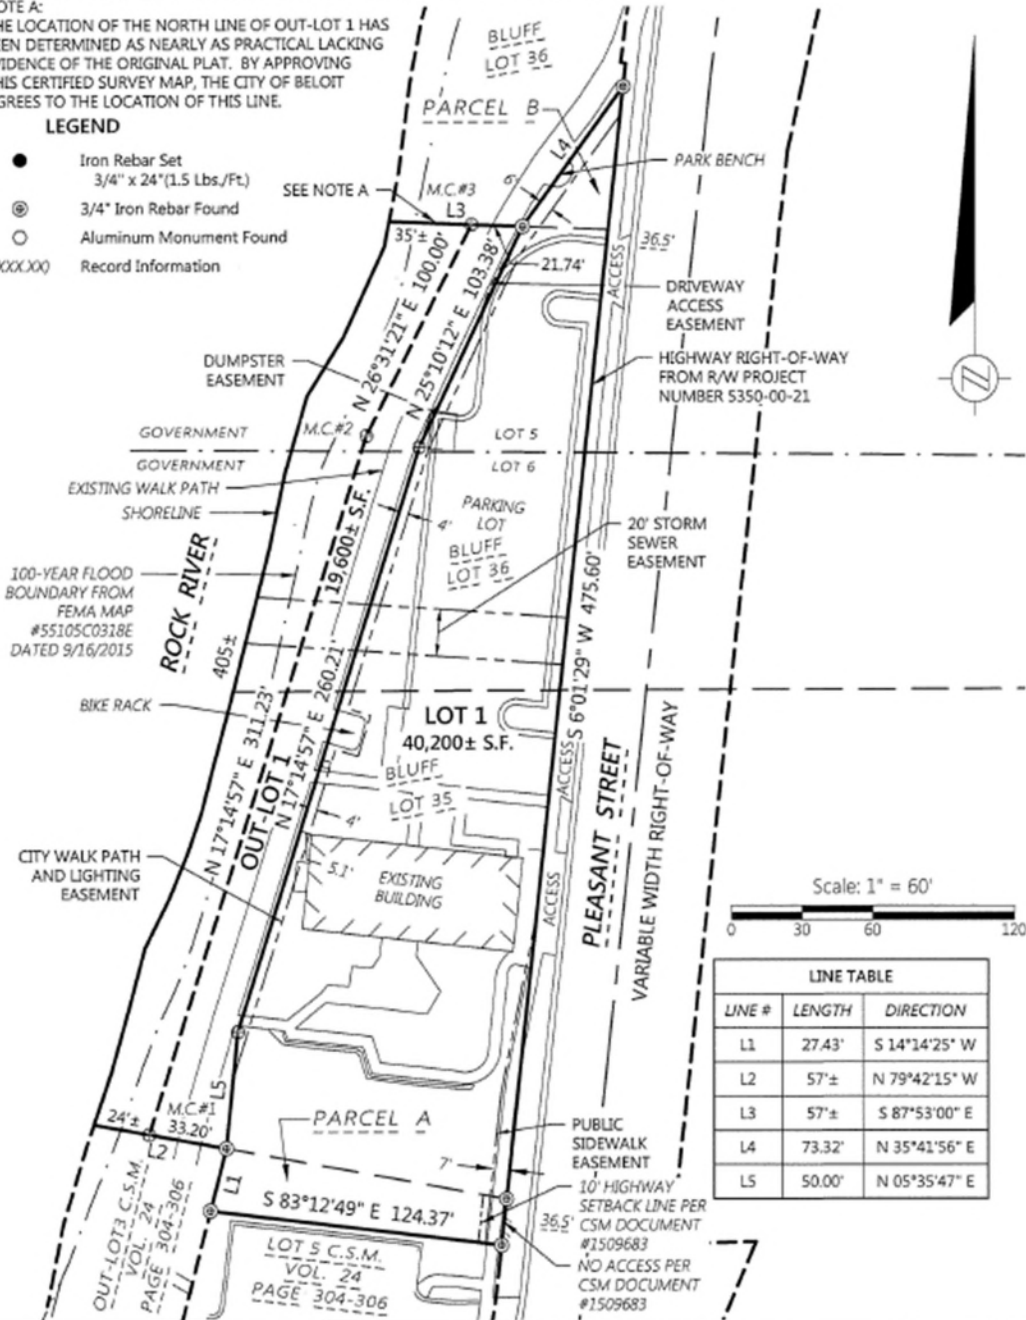 OTE A:
HE LOCATION OF THE NORTH LINE OF OUT-LOT 1 HAS
EN DETERMINED AS NEARLY AS PRACTICAL LACKING
IDENCE OF THE ORIGINAL PLAT. BY APPROVING
HIS CERTIFIED SURVEY MAP, THE CITY OF BELOIT
GREES TO THE LOCATION OF THIS LINE.
LEGEND
Iron Rebar Set
3/4" x 24"(1.5 Lbs./Ft.)
3/4" Iron Rebar Found
Aluminum Monument Found
XXX.XX) Record Information
BLUFF
LOT 36
PARCEL B
L4
PARK BENCH
6'
SEE NOTE A
M.C.#3
L3
35'±
36.5'
21.74'
ACCESS
N 26°31'21" E 100.00'
N 25°10'12" E 103.38'
DRIVEWAY
ACCESS
EASEMENT
DUMPSTER
EASEMENT
HIGHWAY RIGHT-OF-WAY
FROM R/W PROJECT
NUMBER 5350-00-21
N
GOVERNMENT
M.C.#2
LOT 5
GOVERNMENT
LOT 6
EXISTING WALK PATH
SHORELINE
PARKING
LOT
4'
BLUFF
LOT 36
20' STORM
SEWER
EASEMENT
19,600± S.F.
100-YEAR FLOOD
BOUNDARY FROM
FEMA MAP
#55105C0318E
DATED 9/16/2015
ROCK RIVER
405±
S 6°01'29" W 475.60'
BIKE RACK
LOT 1
40,200± S.F.
N 17°14'57" E 311.23'
OUT-LOT 1
N 17°14'57" E 260.21'
BLUFF
LOT 35
ACCESS
PLEASANT STREET
VARIABLE WIDTH RIGHT-OF-WAY
4'
CITY WALK PATH
AND LIGHTING
EASEMENT
5.1'
EXISTING
BUILDING
ACCESS
Scale: 1" = 60'
0 30 60 120
LINE TABLE
LINE # LENGTH DIRECTION
L1 27.43' S 14°14'25" W
L2 57'± N 79°42'15" W
L3 57'± S 87°53'00" E
L4 73.32' N 35°41'56" E
L5 50.00' N 05°35'47" E
L5
24'±
M.C.#1
33.20'
L2
PARCEL A
PUBLIC
SIDEWALK
EASEMENT
7'
L1
S 83°12'49" E 124.37'
10' HIGHWAY
SETBACK LINE PER
CSM DOCUMENT
#1509683
36.5'
NO ACCESS PER
CSM DOCUMENT
#1509683
OUT-LOT3 C.S.M.
VOL. 24
PAGE 304-306
LOT 5 C.S.M.
VOL. 24
PAGE 304-306